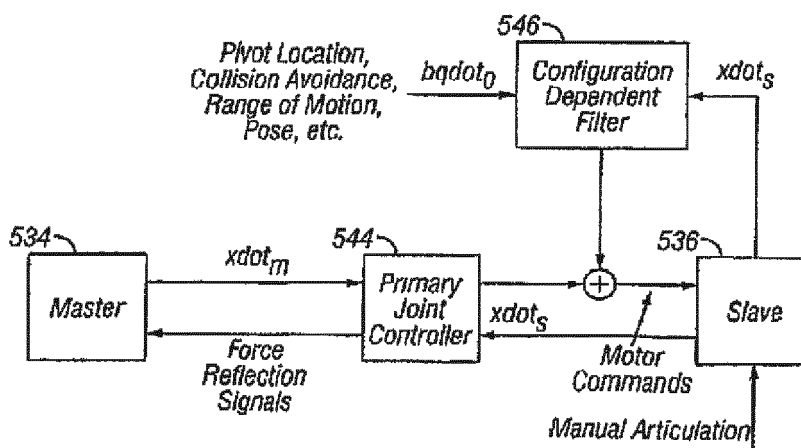 546
Pivot Location,
Collision Avoidance,
Range of Motion,
Pose, etc.
bqdot0
Configuration
Dependent
Filter
xdots
534
Master
xdotm
Force
Reflection
Signals
544
Primary
Joint
Controller
+
xdots
Motor
Commands
536
Slave
Manual Articulation